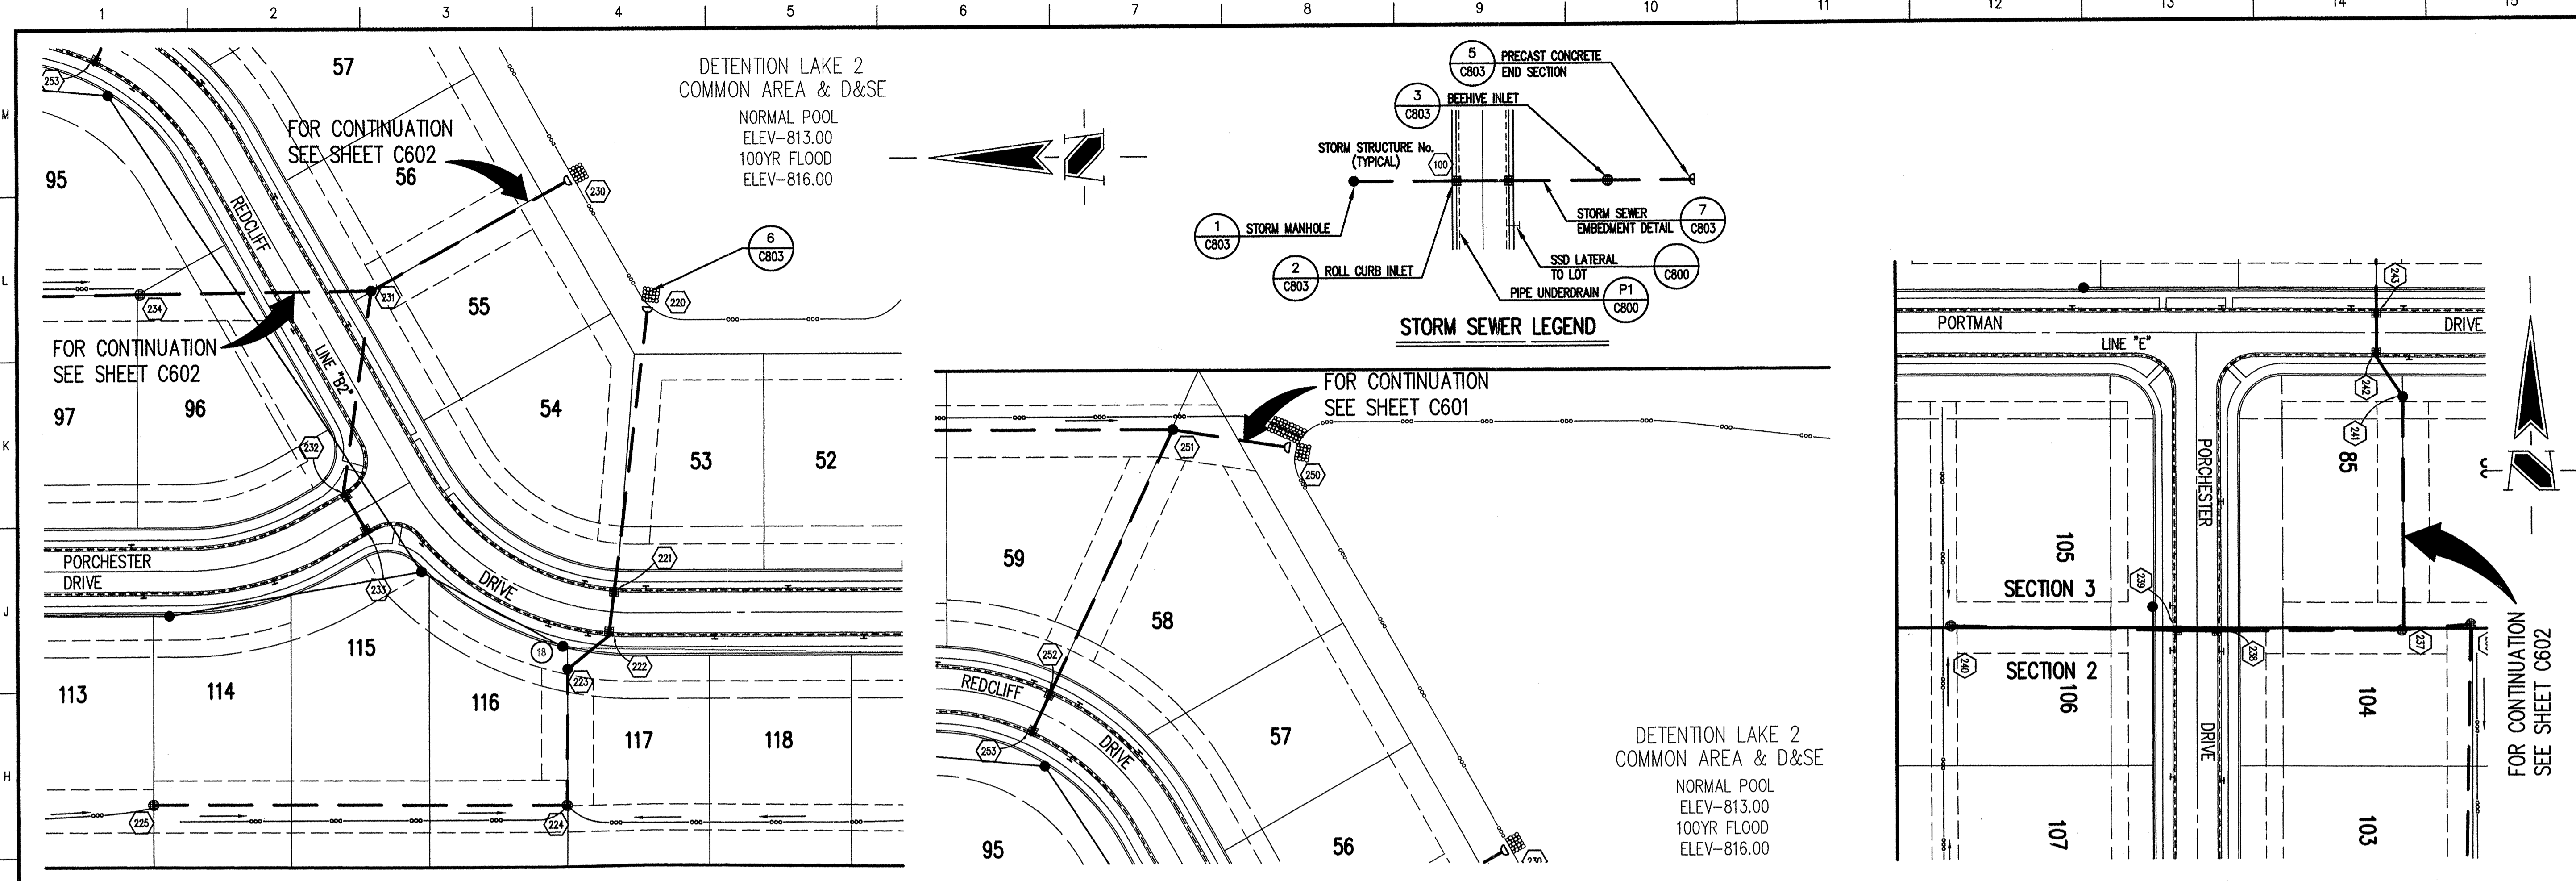 1 2 3 4 5 6 7 8 9 10 11 12 13 14 15
M
L
K
J
H
253
57
DETENTION LAKE 2
COMMON AREA & D&SE
NORMAL POOL
ELEV-813.00
100YR FLOOD
ELEV-816.00
FOR CONTINUATION
SEE SHEET C602
95
56
230
REDCLIFF
6
C803
234
231
55
220
FOR CONTINUATION
SEE SHEET C602
LINE "B2"
97
96
54
232
53
52
PORCHESTER
DRIVE
233
DRIVE
221
115
18
222
223
113
114
116
117
118
225
224
5
C803
PRECAST CONCRETE
END SECTION
3
C803
BEEHIVE INLET
STORM STRUCTURE No.
(TYPICAL)
100
1
C803
STORM MANHOLE
STORM SEWER
EMBEDMENT DETAIL
7
C803
2
C803
ROLL CURB INLET
SSD LATERAL
TO LOT
C800
PIPE UNDERDRAIN
P1
C800
STORM SEWER LEGEND
FOR CONTINUATION
SEE SHEET C601
251
250
59
58
252
REDCLIFF
253
DRIVE
57
DETENTION LAKE 2
COMMON AREA & D&SE
NORMAL POOL
ELEV-813.00
100YR FLOOD
ELEV-816.00
95
56
230
243
PORTMAN
DRIVE
LINE "E"
242
241
85
PORCHESTER
105
239
SECTION 3
237
238
240
SECTION 2
106
104
DRIVE
FOR CONTINUATION
SEE SHEET C602
107
103